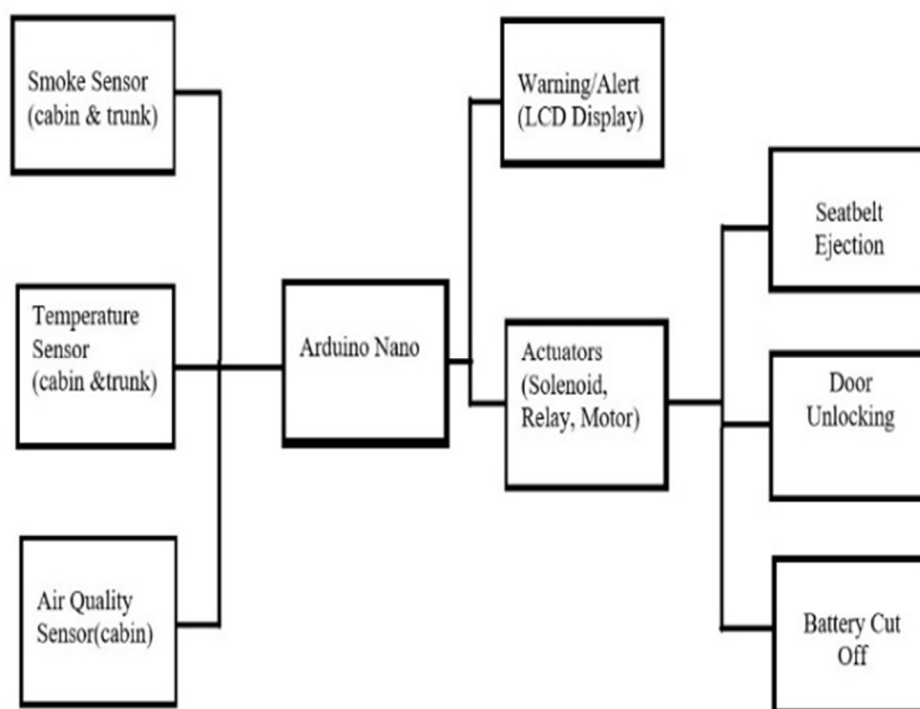 Smoke Sensor
(cabin & trunk)
Temperature
Sensor
(cabin &trunk)
Air Quality
Sensor(cabin)
Arduino Nano
Warning/Alert
(LCD Display)
Actuators
(Solenoid,
Relay, Motor)
Seatbelt
Ejection
Door
Unlocking
Battery Cut
Off